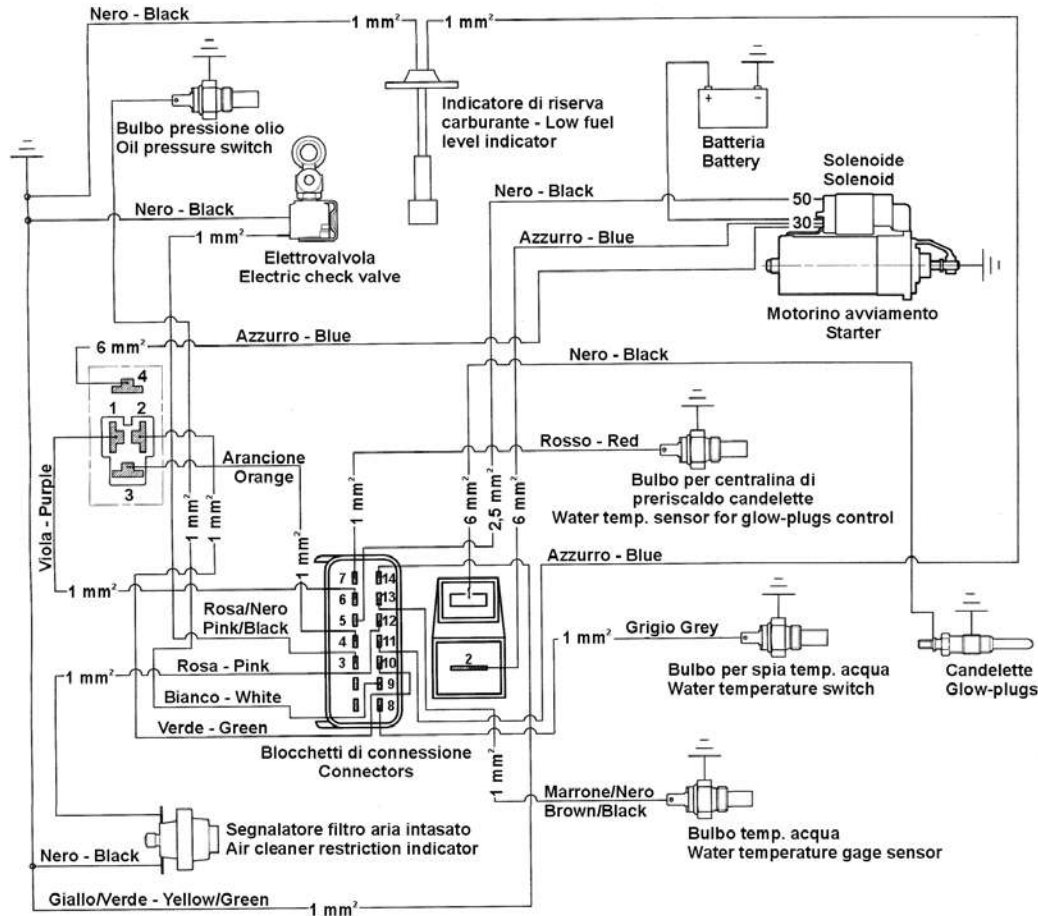 Nero - Black
1 mm²
1 mm²
Bulbo pressione olio
Oil pressure switch
Indicatore di riserva
carburante - Low fuel
level indicator
+
-
Batteria
Battery
Solenoide
Solenoid
Nero - Black
50
30
Nero - Black
1 mm²
Elettrovalvola
Electric check valve
Azzurro - Blue
Motorino avviamento
Starter
Azzurro - Blue
6 mm²
Nero - Black
4
1
2
3
Arancione
Orange
Viola - Purple
1 mm²
1 mm²
1 mm²
1 mm²
2,5 mm²
6 mm²
6 mm²
Rosso - Red
Bulbo per centralina di
preriscaldo candelette
Water temp. sensor for glow-plugs control
Azzurro - Blue
1 mm²
7
14
6
13
5
12
4
11
3
10
9
8
1
2
Rosa/Nero
Pink/Black
Rosa - Pink
1 mm²
Bianco - White
Verde - Green
Blocchetti di connessione
Connectors
1 mm²
Grigio Grey
Bulbo per spia temp. acqua
Water temperature switch
Candelette
Glow-plugs
1 mm²
Marrone/Nero
Brown/Black
Bulbo temp. acqua
Water temperature gage sensor
Segnalatore filtro aria intasato
Air cleaner restriction indicator
Nero - Black
Giallo/Verde - Yellow/Green
1 mm²